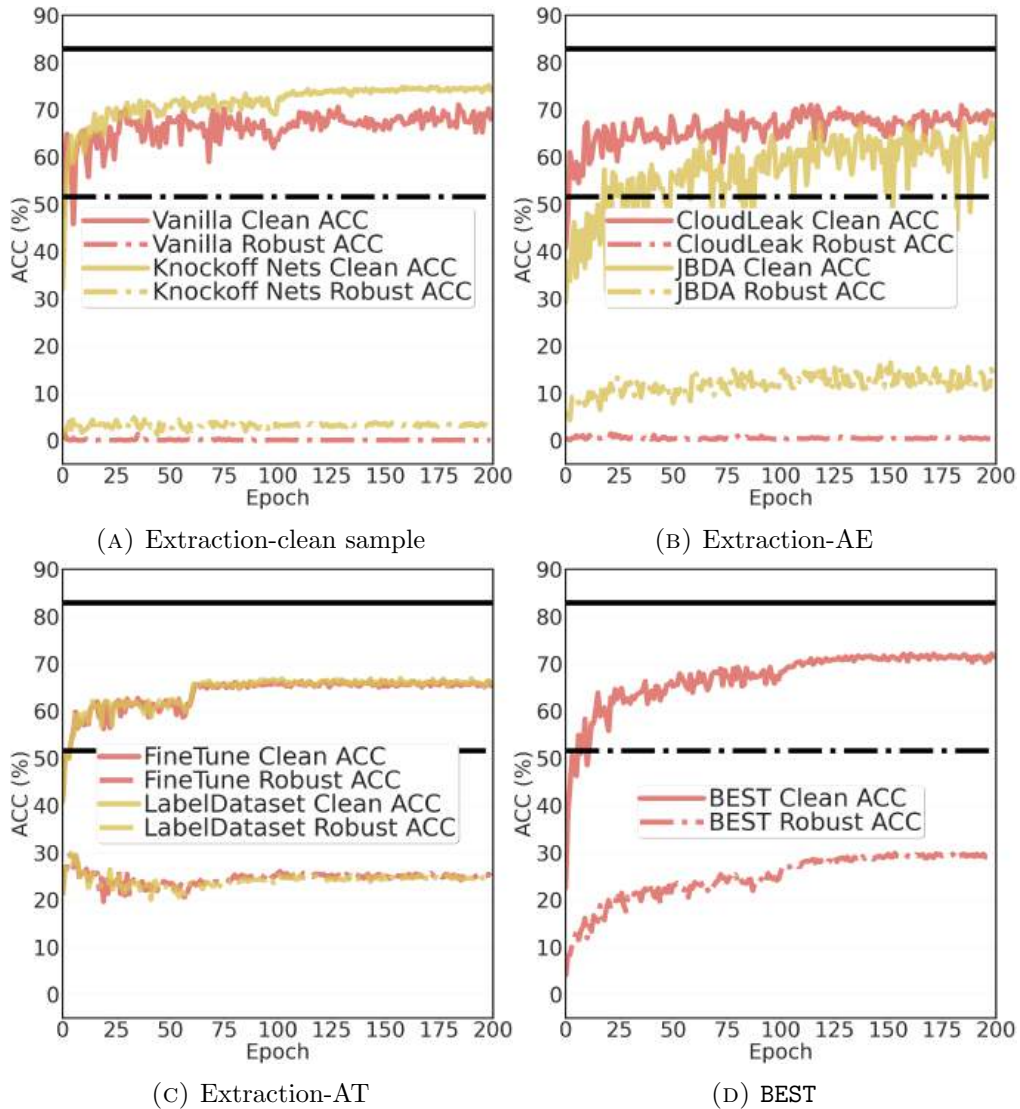 90
80
70
60
50
40
30
20
10
0
ACC (%)
Vanilla Clean ACC
Vanilla Robust ACC
Knockoff Nets Clean ACC
Knockoff Nets Robust ACC
0 25 50 75 100 125 150 175 200
Epoch
(A) Extraction-clean sample
90
80
70
60
50
40
30
20
10
0
ACC (%)
CloudLeak Clean ACC
CloudLeak Robust ACC
JBDA Clean ACC
JBDA Robust ACC
0 25 50 75 100 125 150 175 200
Epoch
(B) Extraction-AE
90
80
70
60
50
40
30
20
10
0
ACC (%)
FineTune Clean ACC
FineTune Robust ACC
LabelDataset Clean ACC
LabelDataset Robust ACC
0 25 50 75 100 125 150 175 200
Epoch
(C) Extraction-AT
90
80
70
60
50
40
30
20
10
0
ACC (%)
BEST Clean ACC
BEST Robust ACC
0 25 50 75 100 125 150 175 200
Epoch
(D) BEST